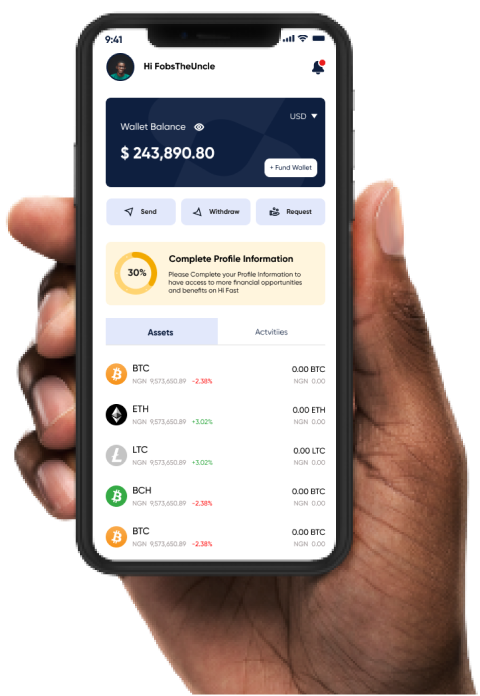 9:41
Hi FobsTheUncle
USD
Wallet Balance
$ 243,890.80
+ Fund Wallet
Send
Withdraw
Request
30%
Complete Profile Information
Please Complete your Profile Information to
have access to more financial opportunities
and benefits on Hi Fast
Assets
Actvitiies
BTC
0.00 BTC
NGN 9,573,650.89 -2.38%
NGN 0.00
ETH
0.00 ETH
NGN 9,573,650.89 +3.02%
NGN 0.00
LTC
0.00 LTC
NGN 9,573,650.89 +3.02%
NGN 0.00
BCH
0.00 BTC
NGN 9,573,650.89 -2.38%
NGN 0.00
BTC
0.00 BTC
NGN 9,573,650.89 -2.38%
NGN 0.00